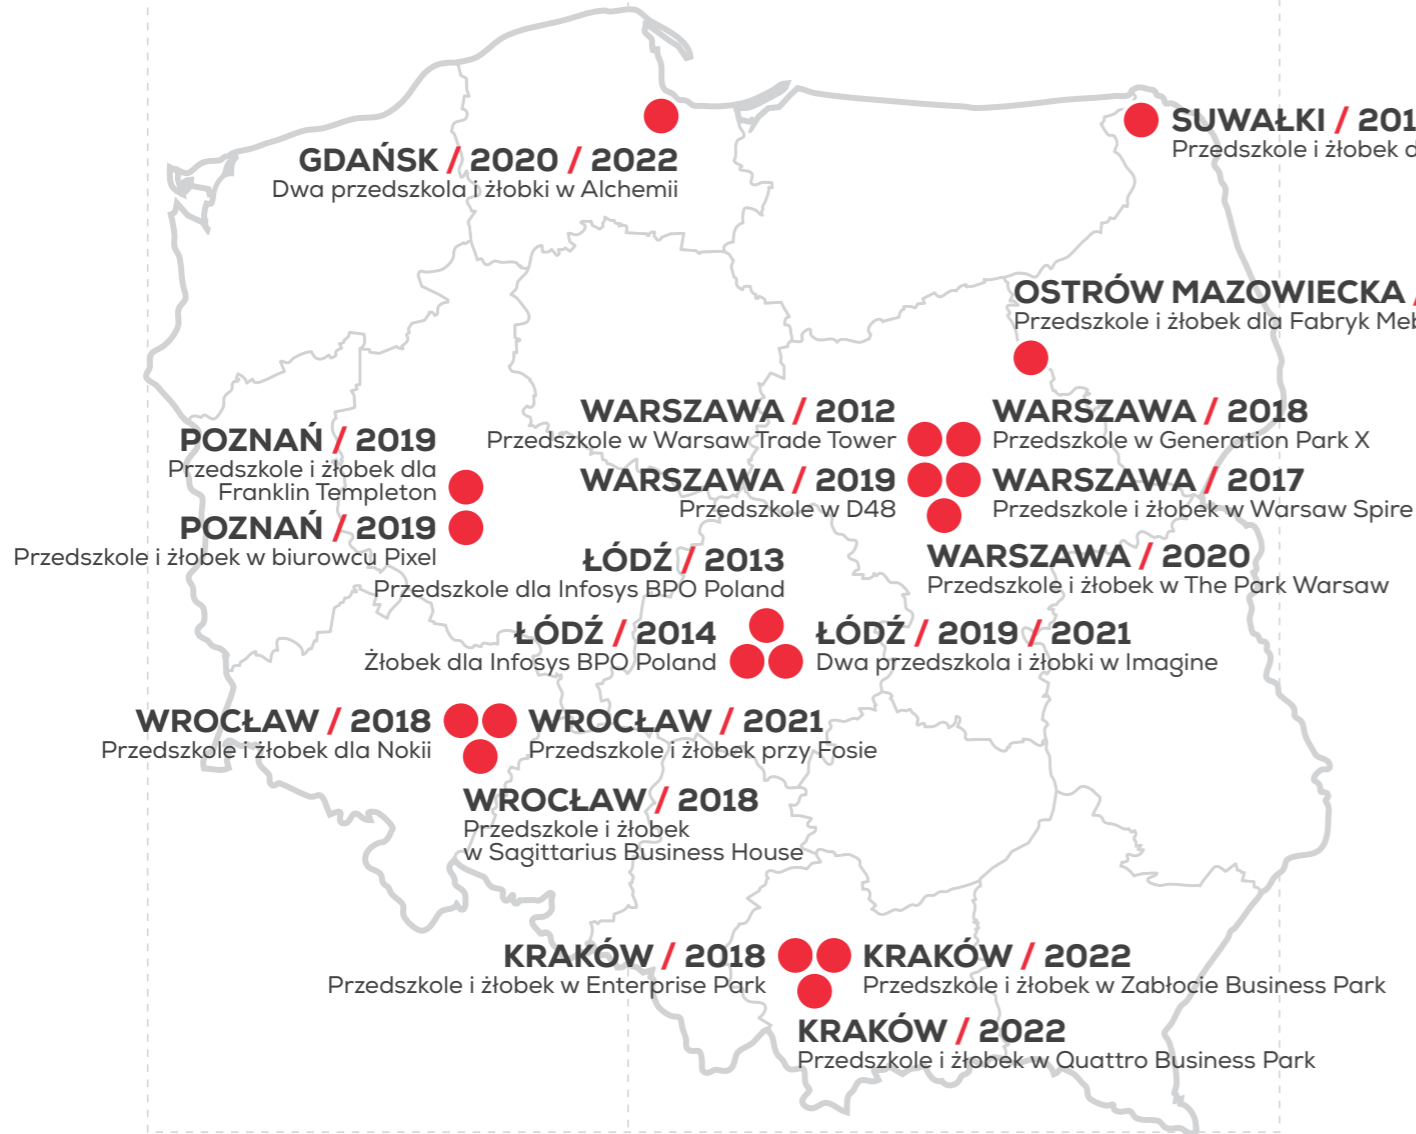 GDAŃSK / 2020 / 2022
Dwa przedszkola i żłobki w Alchemii
SUWAŁKI /
Przedszkole i żłobek
OSTRÓW MAZOWIECKA /
Przedszkole i żłobek dla Fabryk
WARSZAWA / 2012
Przedszkole w Warsaw Trade Tower
WARSZAWA / 2018
Przedszkole w Generation Park X
POZNAŃ / 2019
Przedszkole i żłobek dla
Franklin Templeton
WARSZAWA / 2019
Przedszkole w D48
WARSZAWA / 2017
Przedszkole i żłobek w Warsaw Spire
POZNAŃ / 2019
Przedszkole i żłobek w biurowcu Pixel
WARSZAWA / 2020
Przedszkole i żłobek w The Park Warsaw
ŁÓDŹ / 2013
Przedszkole dla Infosys BPO Poland
ŁÓDŹ / 2014
Żłobek dla Infosys BPO Poland
ŁÓDŹ / 2019 / 2021
Dwa przedszkola i żłobki w Imagine
WROCŁAW / 2018
Przedszkole i żłobek dla Nokii
WROCŁAW / 2021
Przedszkole i żłobek przy Fosie
WROCŁAW / 2018
Przedszkole i żłobek
w Sagittarius Business House
KRAKÓW / 2018
Przedszkole i żłobek w Enterprise Park
KRAKÓW / 2022
Przedszkole i żłobek w Zabłocie Business Park
KRAKÓW / 2022
Przedszkole i żłobek w Quattro Business Park